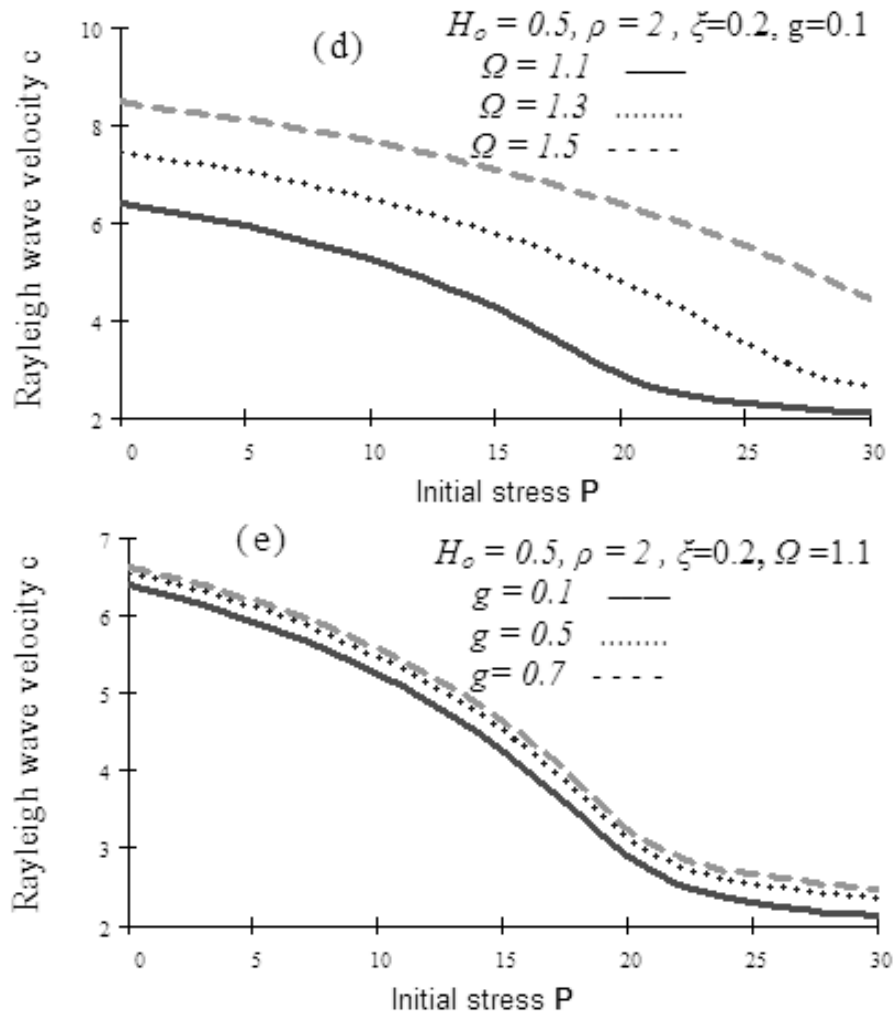 10
8
6
4
2
Rayleigh wave velocity c
(d)
H₀ = 0.5, ρ = 2 , ξ=0.2, g=0.1
Ω = 1.1 ——
Ω = 1.3 ........
Ω = 1.5 - - - -
0 5 10 15 20 25 30
Initial stress P
7
6
5
4
3
2
Rayleigh wave velocity c
(e)
H₀ = 0.5, ρ = 2 , ξ=0.2, Ω =1.1
g = 0.1 ——
g = 0.5 ........
g= 0.7 - - - -
0 5 10 15 20 25 30
Initial stress P